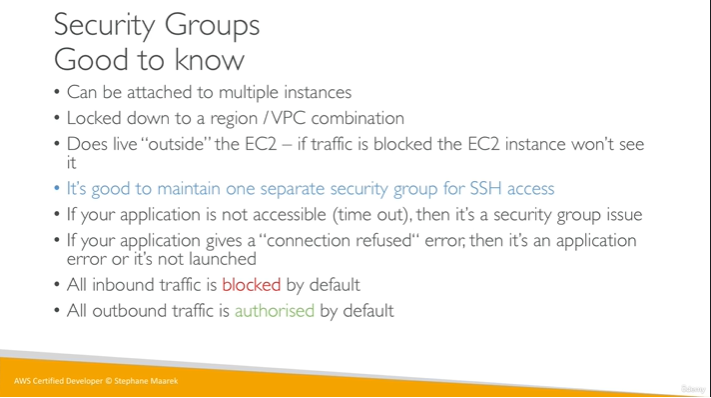 Security Groups
Good to know
• Can be attached to multiple instances
• Locked down to a region / VPC combination
• Does live “outside” the EC2 – if traffic is blocked the EC2 instance won’t see
it
• It’s good to maintain one separate security group for SSH access
• If your application is not accessible (time out), then it’s a security group issue
• If your application gives a “connection refused“ error, then it’s an application
error or it’s not launched
• All inbound traffic is blocked by default
• All outbound traffic is authorised by default
AWS Certified Developer © Stephane Maarek
Udemy